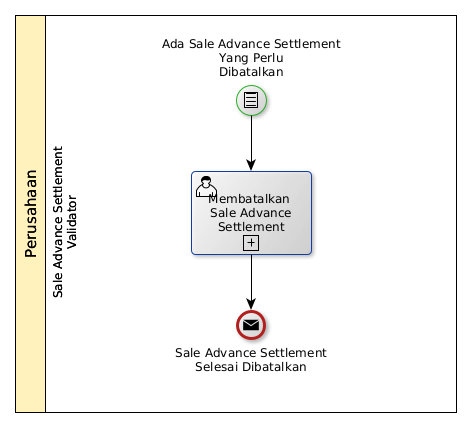 Perusahaan
Sale Advance Settlement
Validator
Ada Sale Advance Settlement
Yang Perlu
Dibatalkan
Membatalkan
Sale Advance
Settlement
Sale Advance Settlement
Selesai Dibatalkan